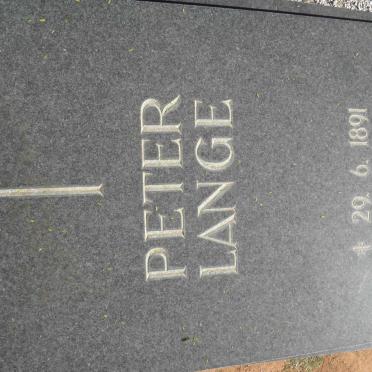 PETER
LANGE
* 29. 6. 1891